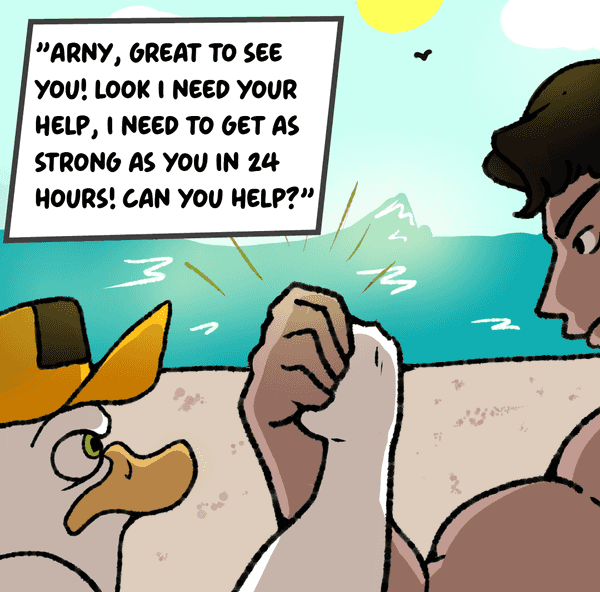 "ARNY, GREAT TO SEE
YOU! LOOK I NEED YOUR
HELP, I NEED TO GET AS
STRONG AS YOU IN 24
HOURS! CAN YOU HELP?"